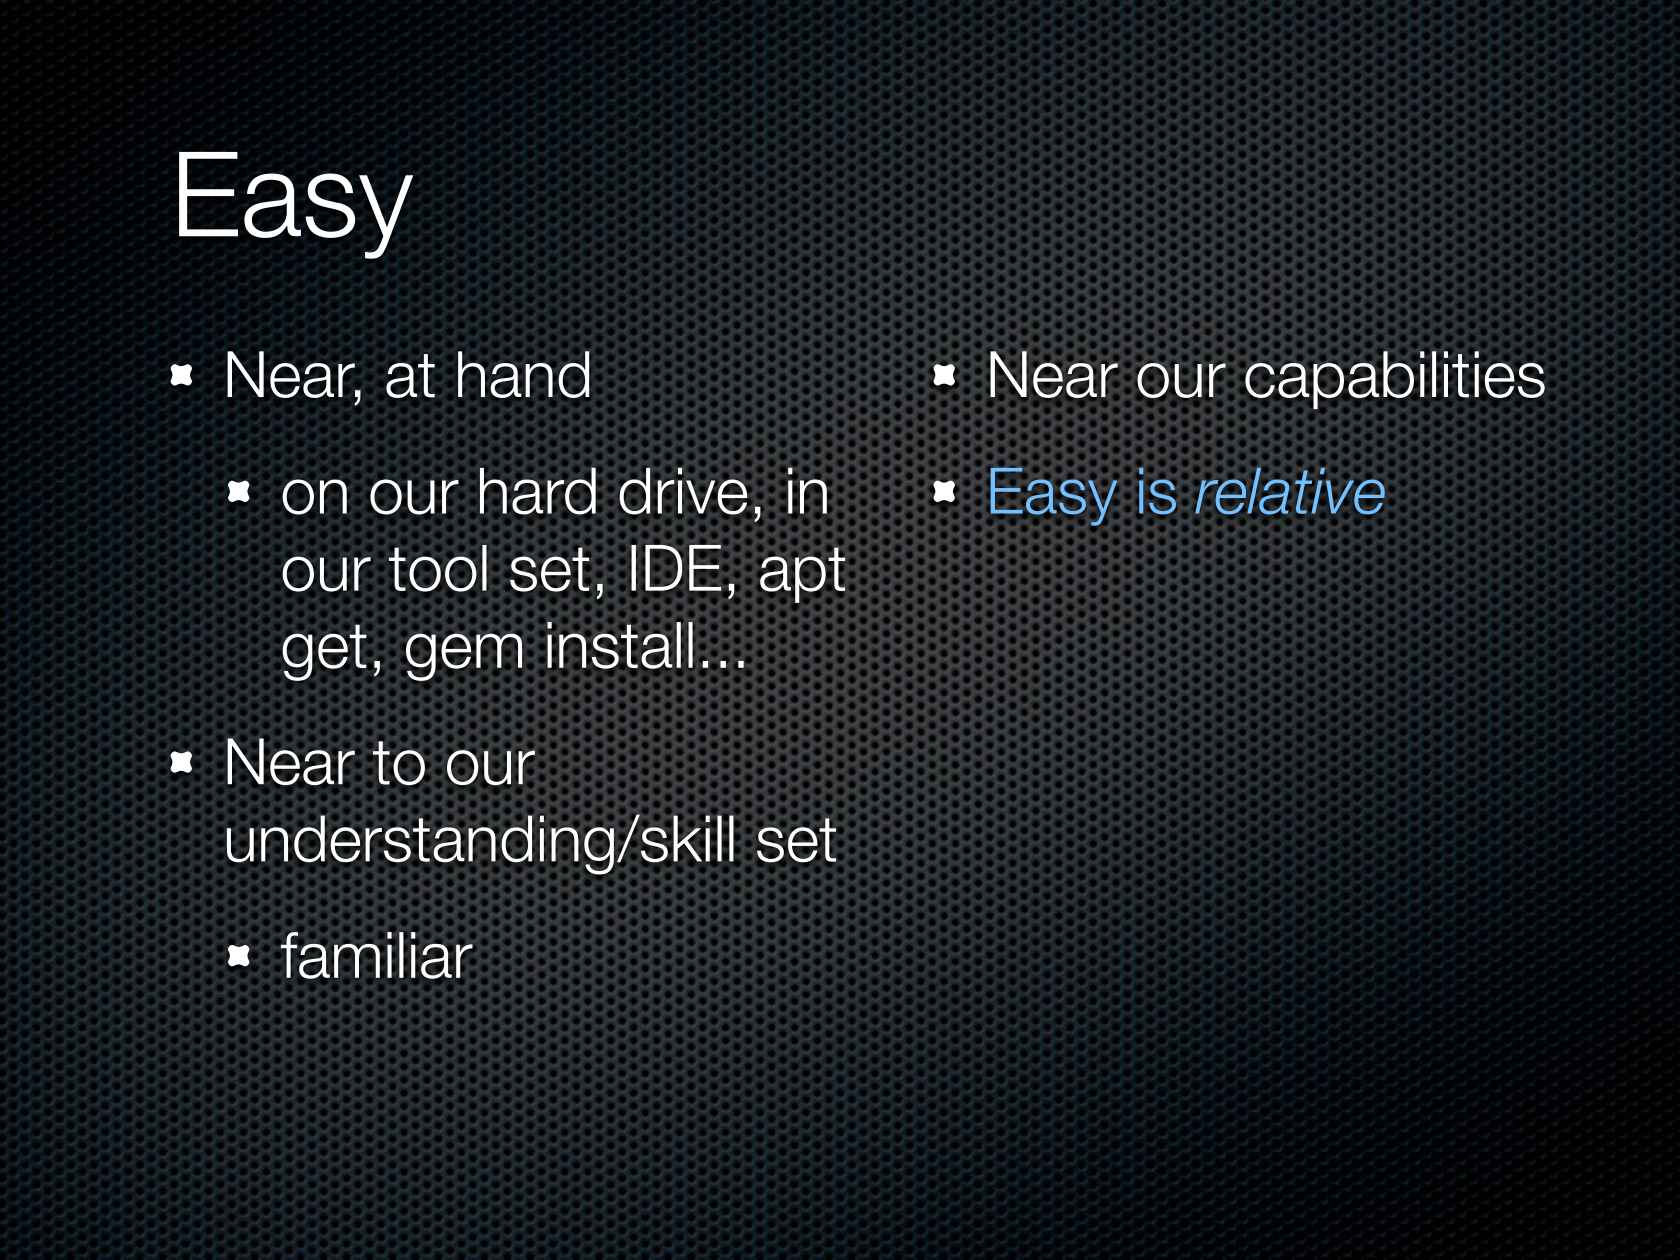 Easy
Near, at hand
on our hard drive, in
our tool set, IDE, apt
get, gem install...
Near to our
understanding/skill set
familiar
Near our capabilities
Easy is relative